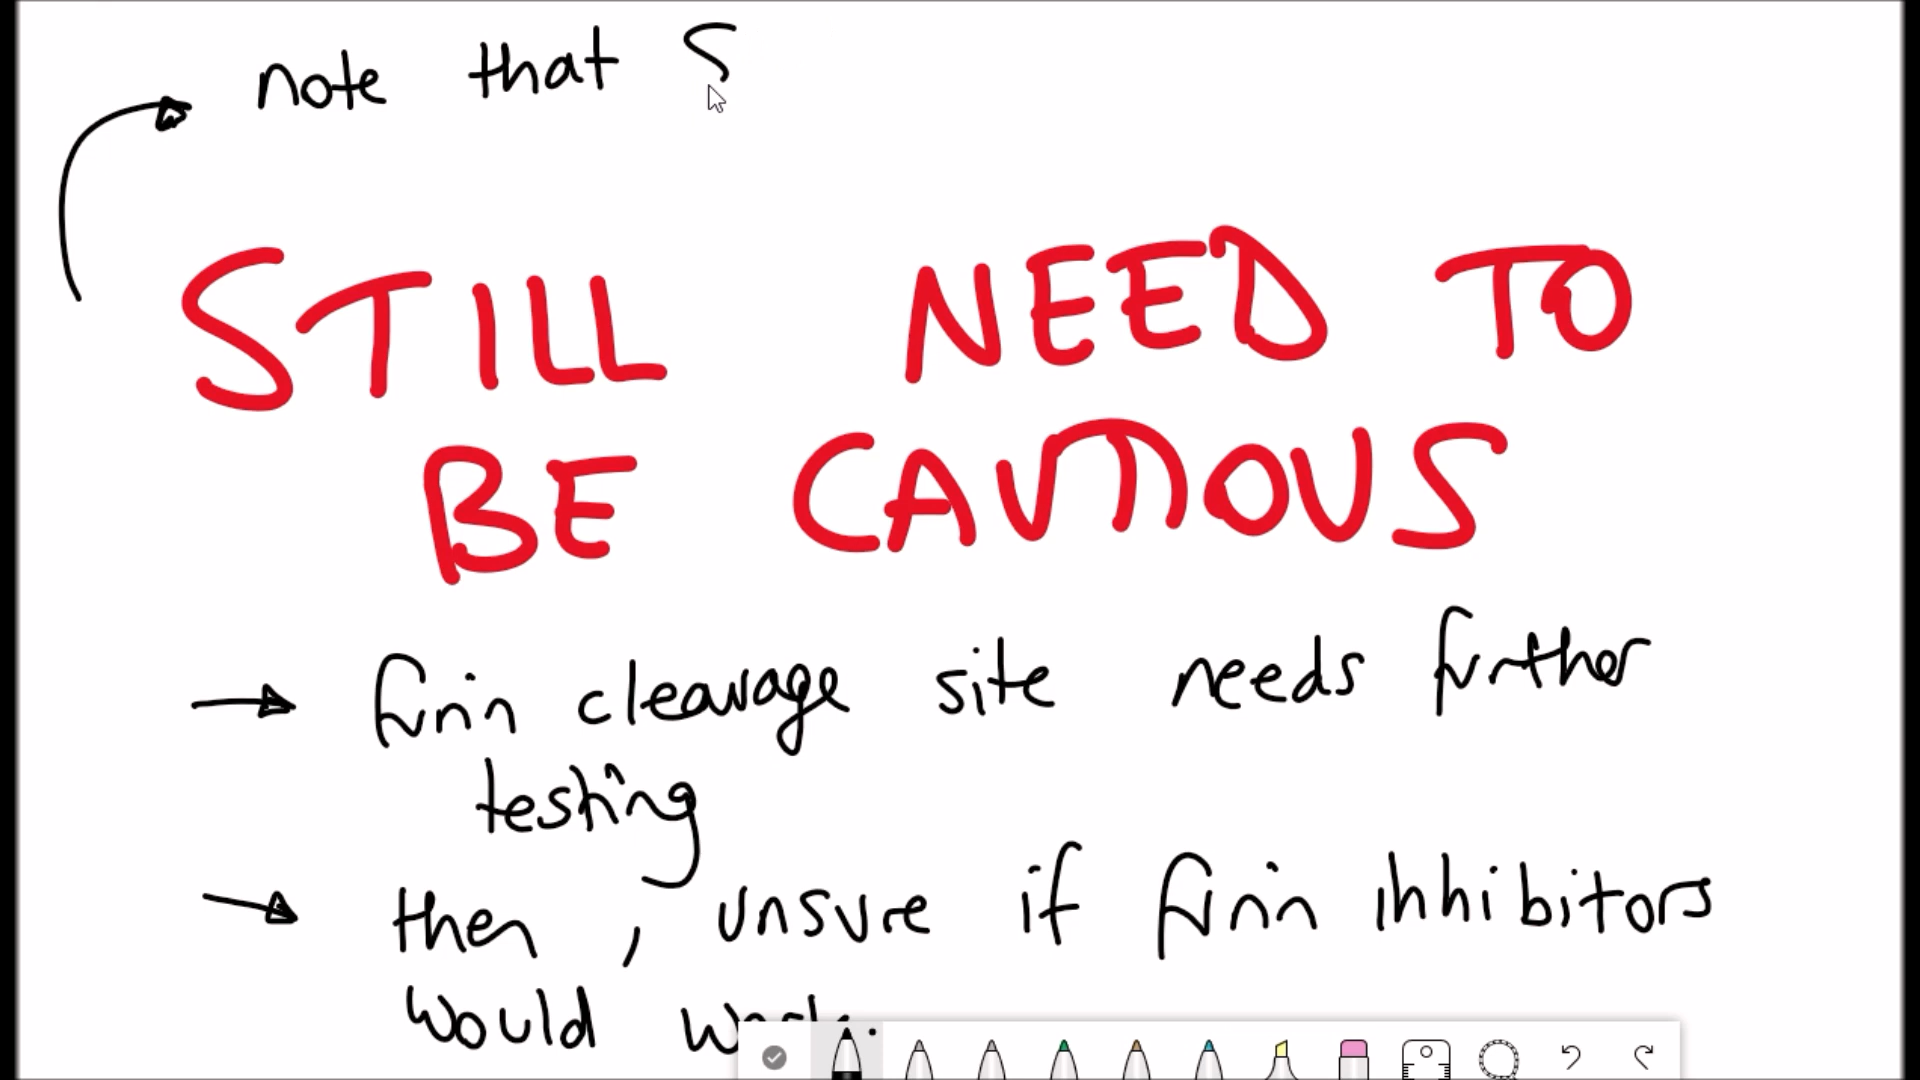 note that S
STILL NEED TO
BE CAUTIOUS
furin cleavage site needs further
testing
then, unsure if furin inhibitors
would work.